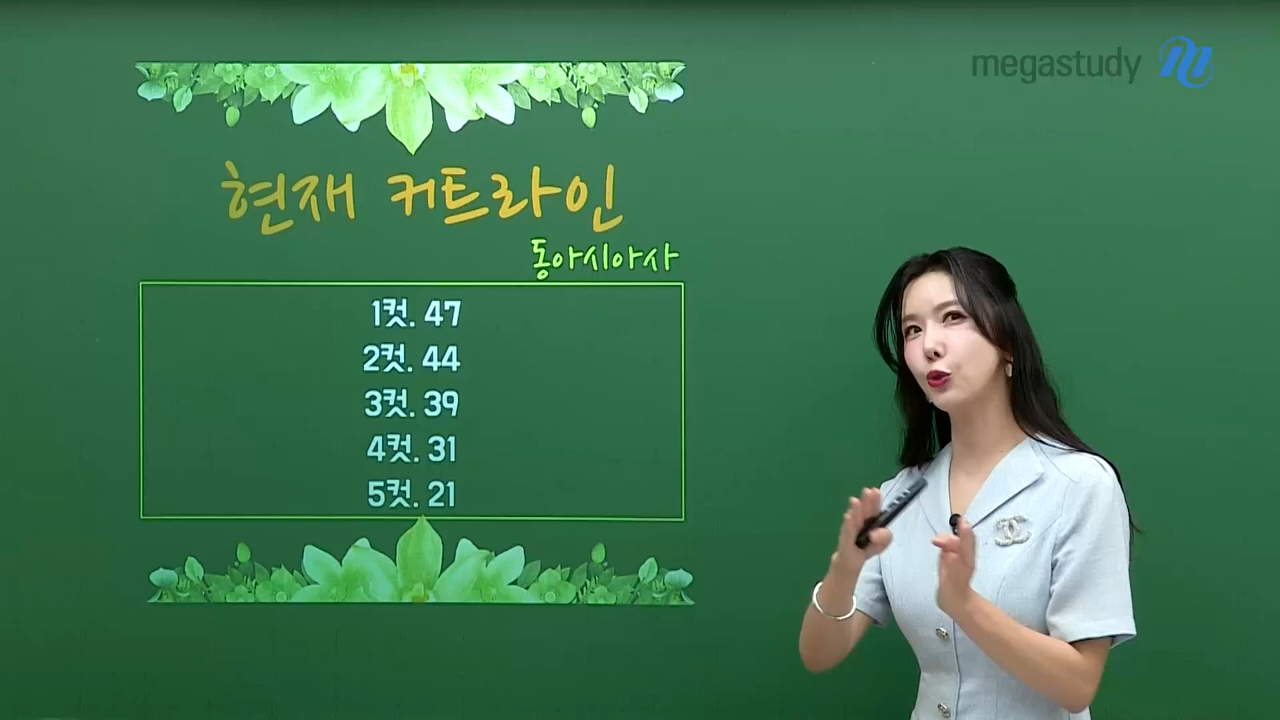 megastudy
현재 커트라인
동아시아사
1컷. 47
2컷. 44
3컷. 39
4컷. 31
5컷. 21